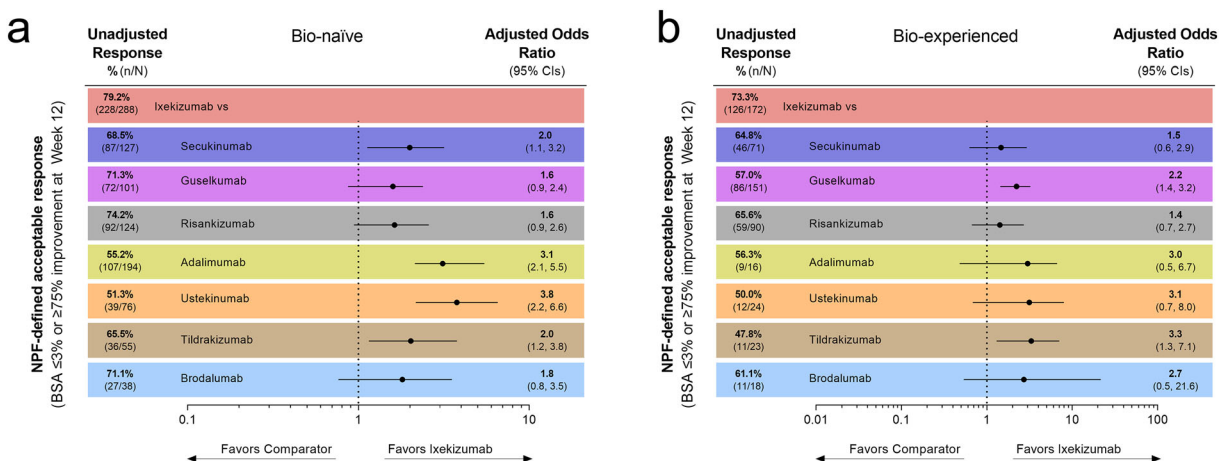 a
Unadjusted
Response
% (n/N)
Bio-naïve
Adjusted Odds
Ratio
(95% CIs)
NPF-defined acceptable response
(BSA ≤3% or ≥75% improvement at Week 12)
79.2%
(228/288)
Ixekizumab vs
68.5%
(87/127)
Secukinumab
2.0
(1.1, 3.2)
71.3%
(72/101)
Guselkumab
1.6
(0.9, 2.4)
74.2%
(92/124)
Risankizumab
1.6
(0.9, 2.6)
55.2%
(107/194)
Adalimumab
3.1
(2.1, 5.5)
51.3%
(39/76)
Ustekinumab
3.8
(2.2, 6.6)
65.5%
(36/55)
Tildrakizumab
2.0
(1.2, 3.8)
71.1%
(27/38)
Brodalumab
1.8
(0.8, 3.5)
0.1 1 10
Favors Comparator Favors Ixekizumab
b
Unadjusted
Response
% (n/N)
Bio-experienced
Adjusted Odds
Ratio
(95% CIs)
NPF-defined acceptable response
(BSA ≤3% or ≥75% improvement at Week 12)
73.3%
(126/172)
Ixekizumab vs
64.8%
(46/71)
Secukinumab
1.5
(0.6, 2.9)
57.0%
(86/151)
Guselkumab
2.2
(1.4, 3.2)
65.6%
(59/90)
Risankizumab
1.4
(0.7, 2.7)
56.3%
(9/16)
Adalimumab
3.0
(0.5, 6.7)
50.0%
(12/24)
Ustekinumab
3.1
(0.7, 8.0)
47.8%
(11/23)
Tildrakizumab
3.3
(1.3, 7.1)
61.1%
(11/18)
Brodalumab
2.7
(0.5, 21.6)
0.01 0.1 1 10 100
Favors Comparator Favors Ixekizumab